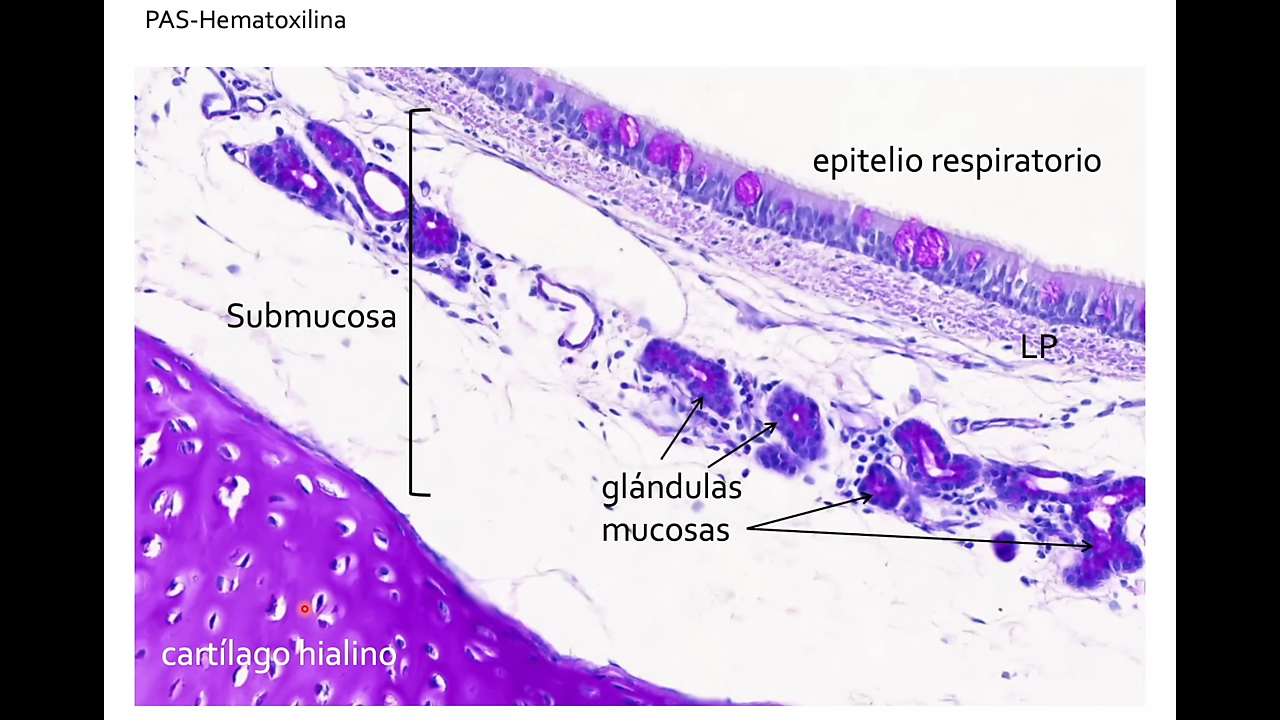 PAS-Hematoxilina
epitelio respiratorio
Submucosa
LP
glándulas
mucosas
cartílago hialino